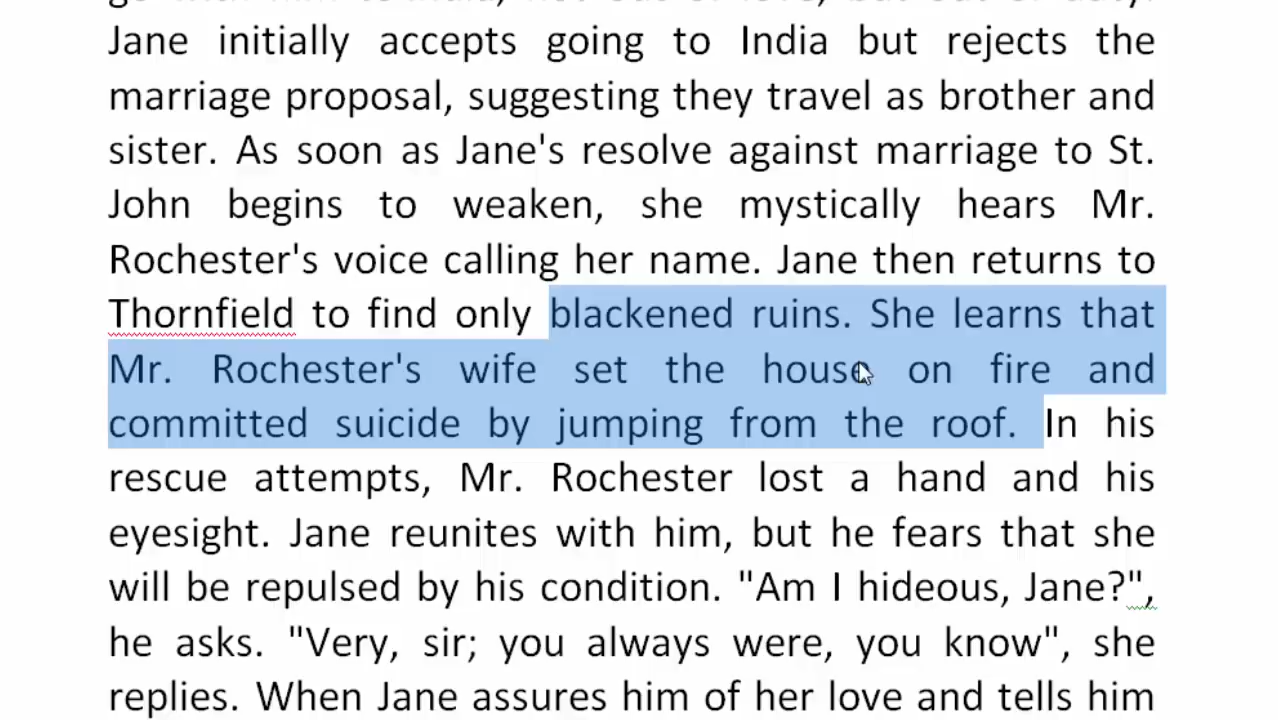 Jane initially accepts going to India but rejects the
marriage proposal, suggesting they travel as brother and
sister. As soon as Jane's resolve against marriage to St.
John begins to weaken, she mystically hears Mr.
Rochester's voice calling her name. Jane then returns to
Thornfield to find only blackened ruins. She learns that
Mr. Rochester's wife set the house on fire and
committed suicide by jumping from the roof. In his
rescue attempts, Mr. Rochester lost a hand and his
eyesight. Jane reunites with him, but he fears that she
will be repulsed by his condition. "Am I hideous, Jane?",
he asks. "Very, sir; you always were, you know", she
replies. When Jane assures him of her love and tells him